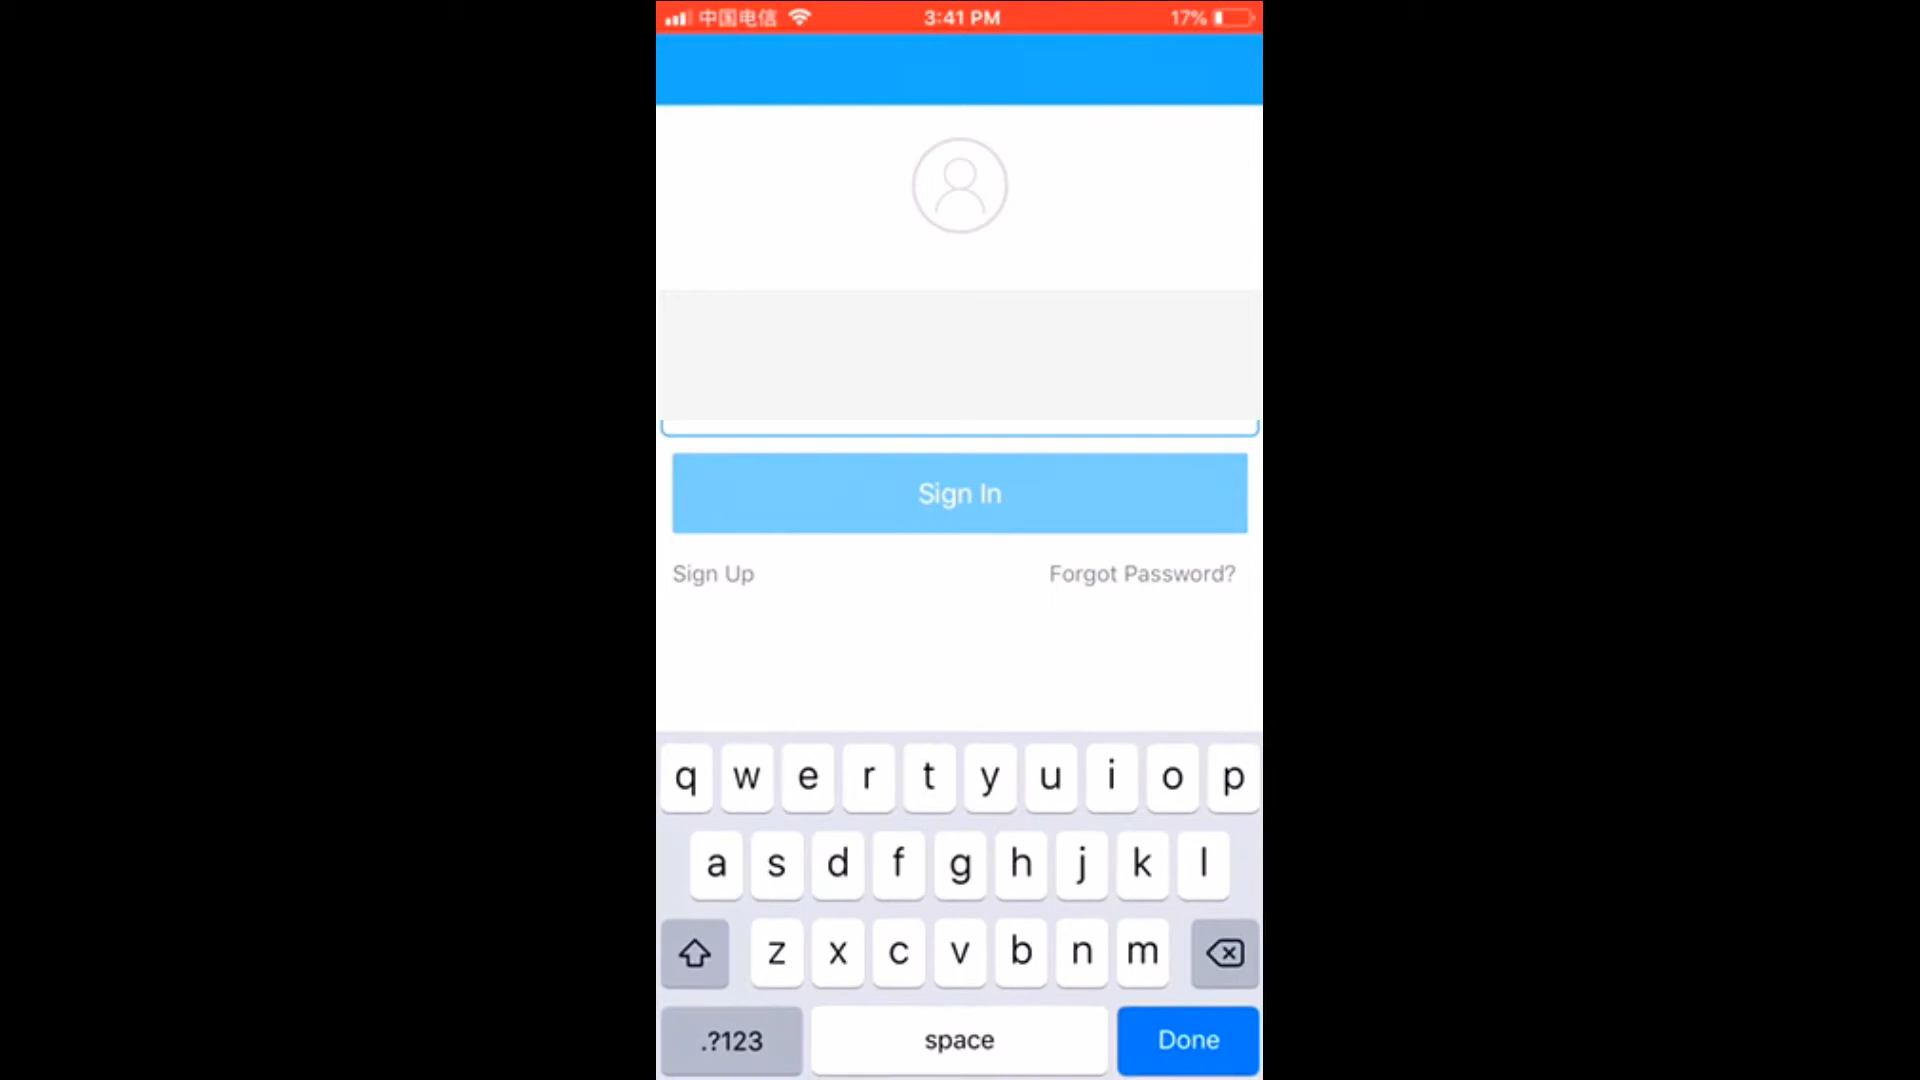 中国电信 3:41 PM 17%
Sign In
Sign Up Forgot Password?
q w e r t y u i o p
a s d f g h j k l
z x c v b n m
.?123 space Done